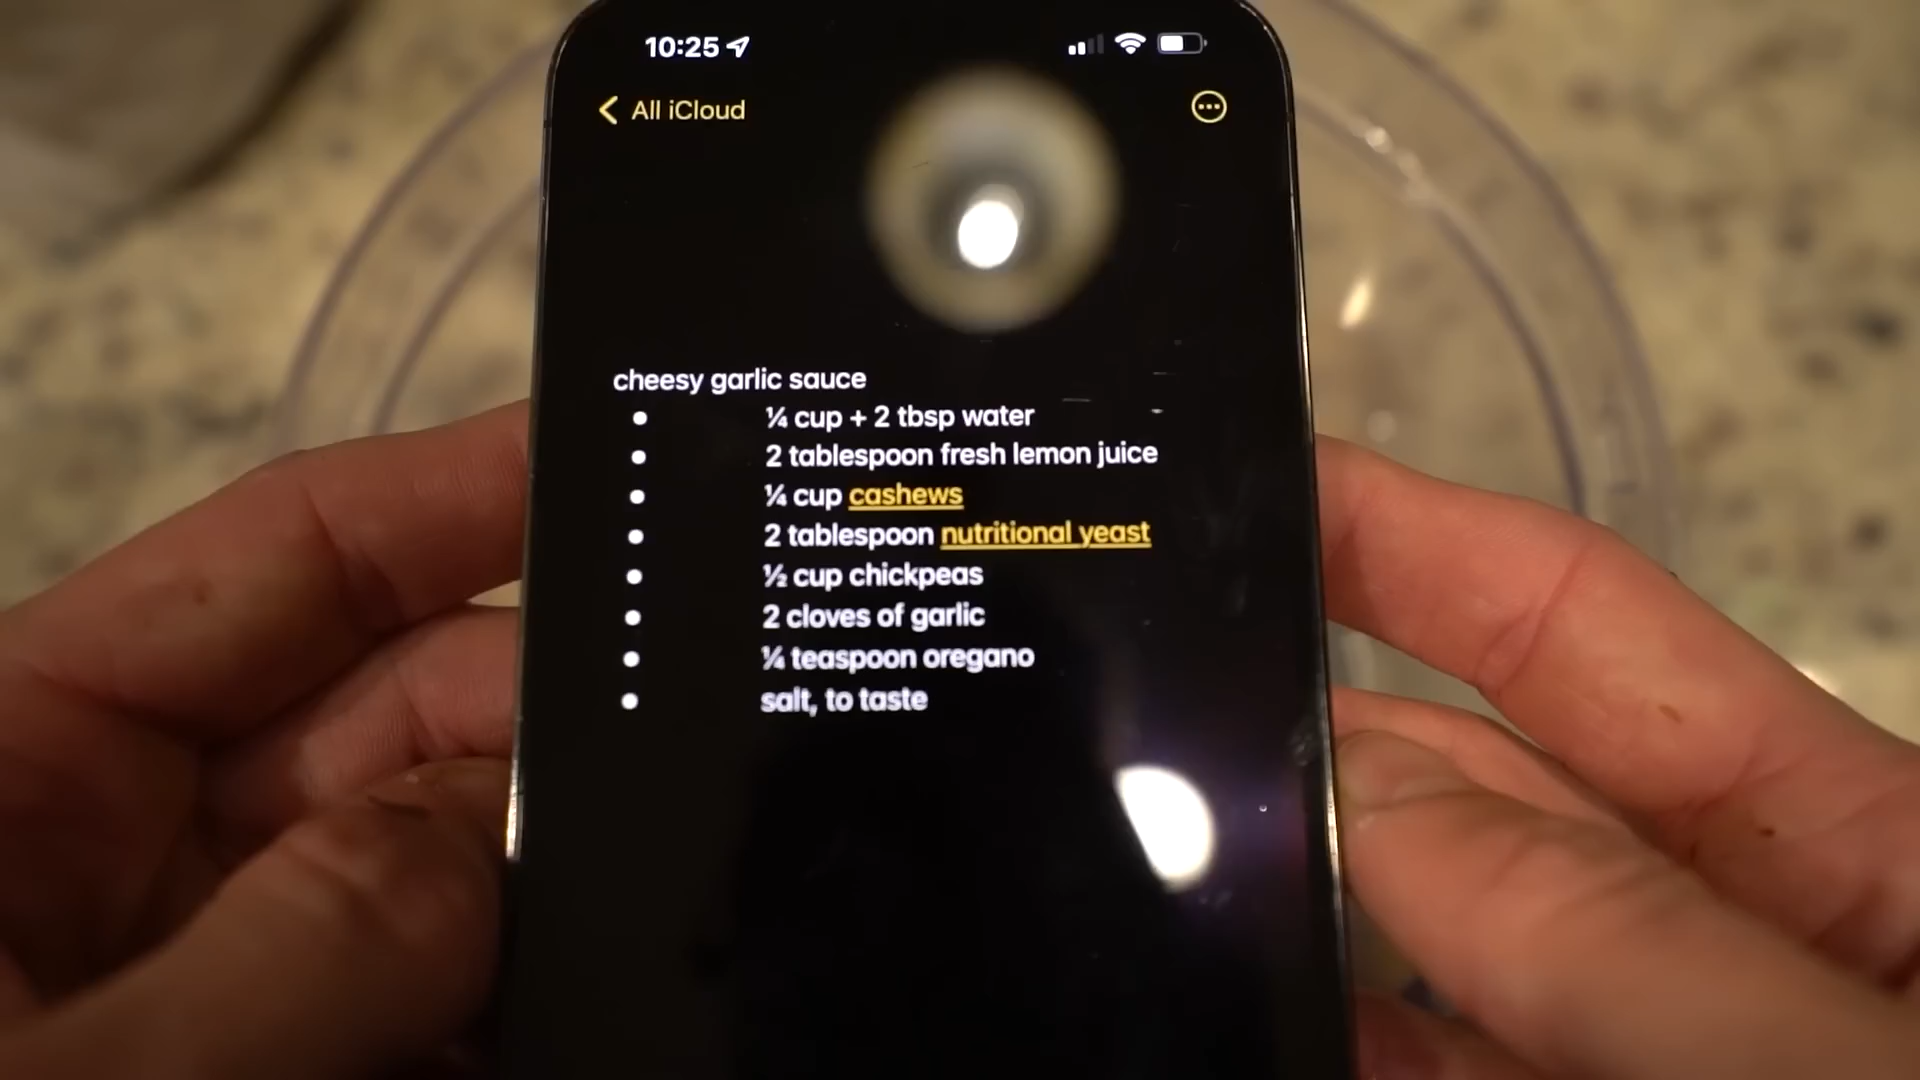 10:25
All iCloud
cheesy garlic sauce
• ¼ cup + 2 tbsp water
• 2 tablespoon fresh lemon juice
• ¼ cup cashews
• 2 tablespoon nutritional yeast
• ½ cup chickpeas
• 2 cloves of garlic
• ¼ teaspoon oregano
• salt, to taste